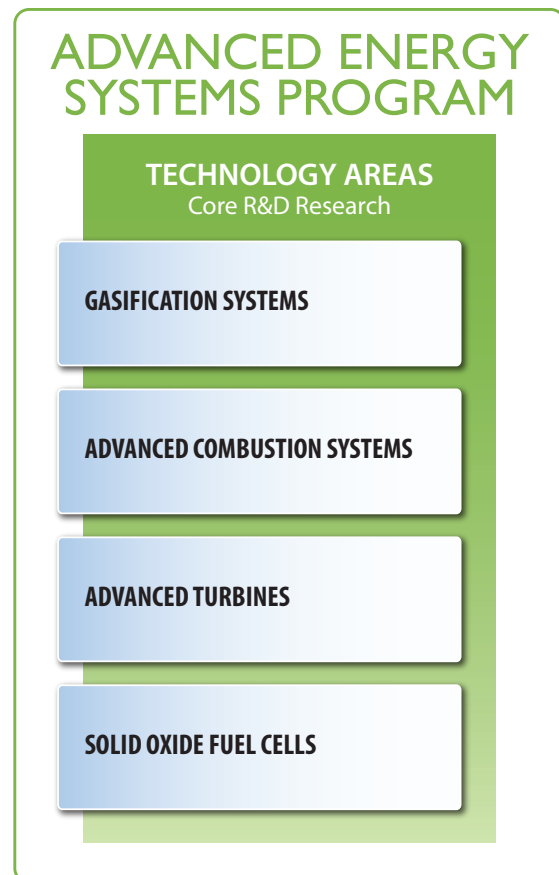 ADVANCED ENERGY
SYSTEMS PROGRAM
TECHNOLOGY AREAS
Core R&D Research
GASIFICATION SYSTEMS
ADVANCED COMBUSTION SYSTEMS
ADVANCED TURBINES
SOLID OXIDE FUEL CELLS